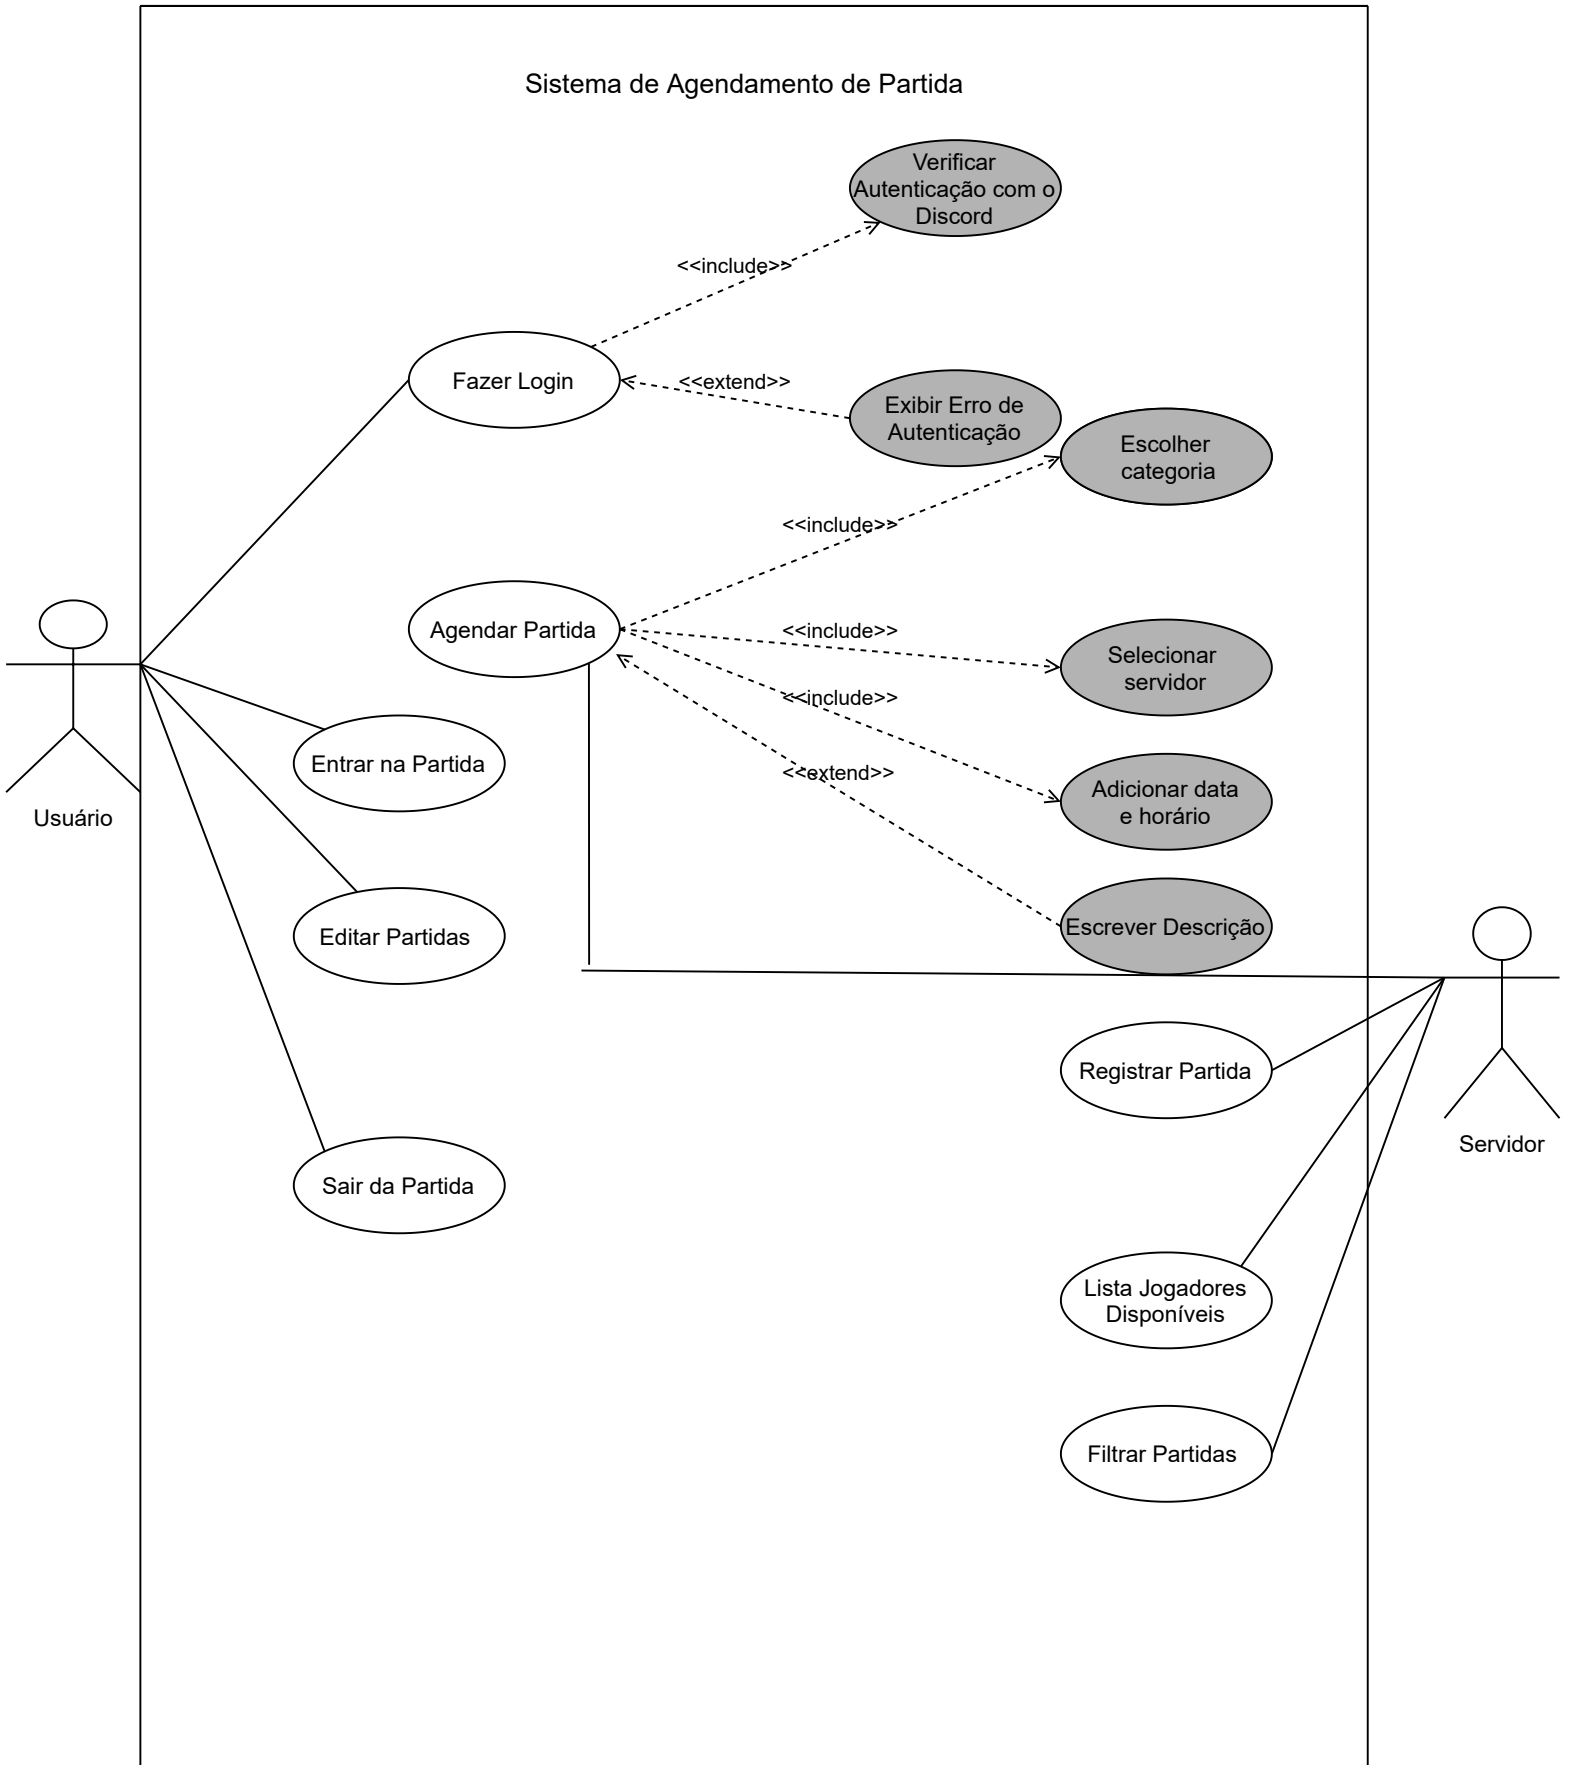 Sistema de Agendamento de Partida
Verificar
Autenticação com o
Discord
<<include>>
Fazer Login
<<extend>>
Exibir Erro de
Autenticação
Escolher
categoria
<<include>>
Agendar Partida
<<include>>
Selecionar
servidor
<<include>>
Entrar na Partida
<<extend>>
Adicionar data
e horário
Usuário
Editar Partidas
Escrever Descrição
Registrar Partida
Servidor
Sair da Partida
Lista Jogadores
Disponíveis
Filtrar Partidas